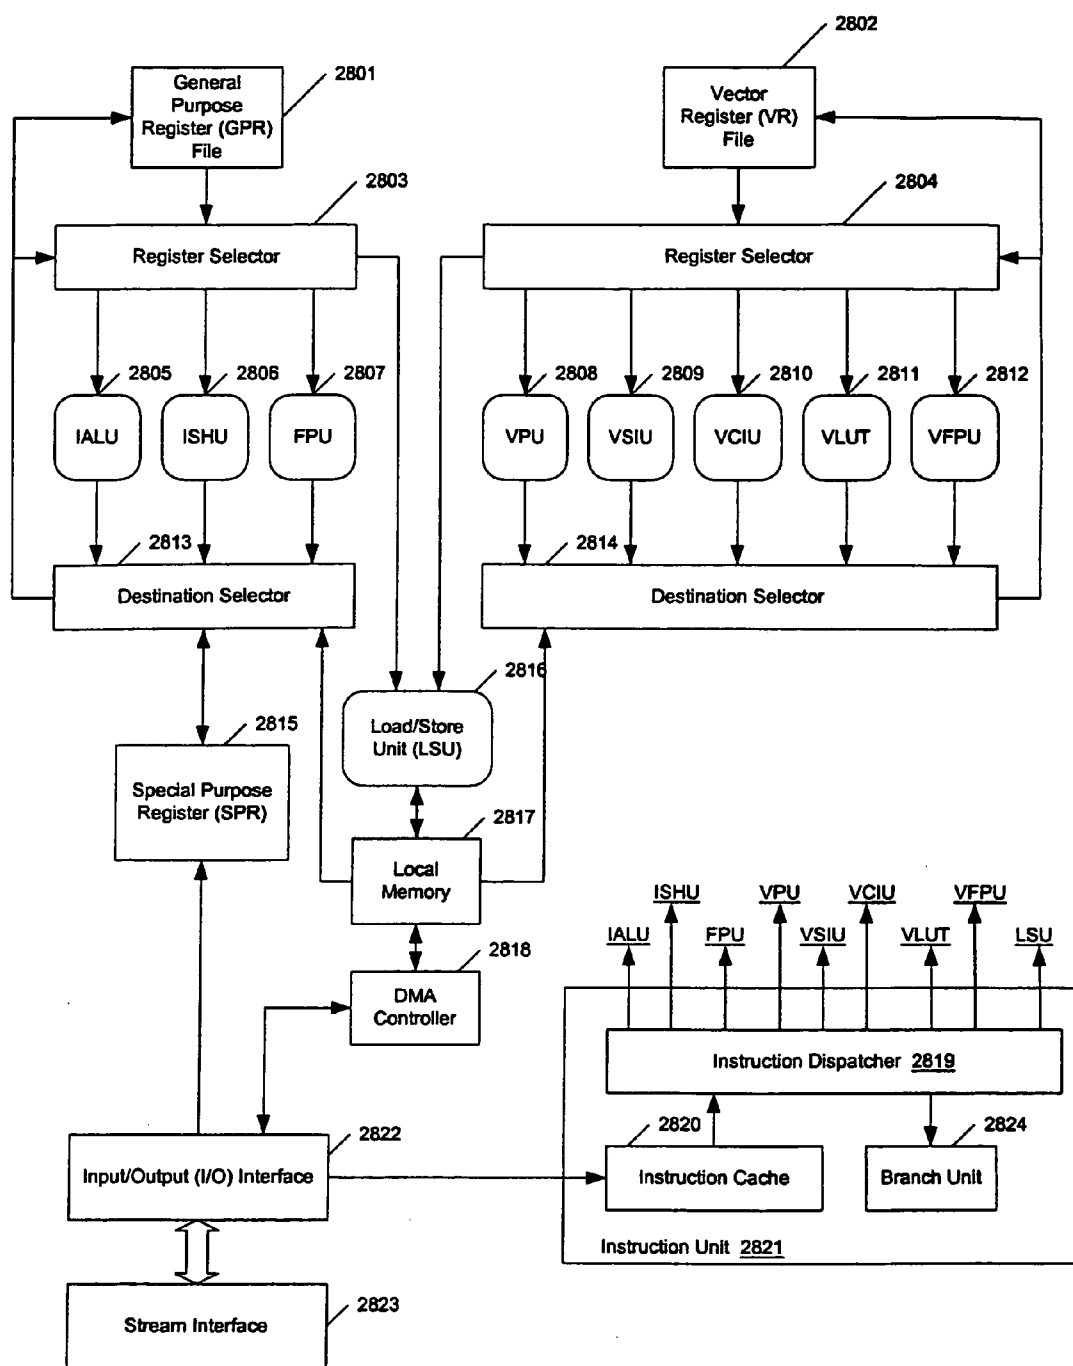 2802
2801
General
Purpose
Register (GPR)
File
Vector
Register (VR)
File
2803
2804
Register Selector
Register Selector
2805
2806
2807
2808
2809
2810
2811
2812
IALU
ISHU
FPU
VPU
VSIU
VCIU
VLUT
VFPU
2813
2814
Destination Selector
Destination Selector
2816
Load/Store
Unit (LSU)
2815
Special Purpose
Register (SPR)
2817
Local
Memory
ISHU
VPU
VCIU
VFPU
IALU
FPU
VSIU
VLUT
LSU
2818
DMA
Controller
Instruction Dispatcher 2819
2820
2824
2822
Input/Output (I/O) Interface
Instruction Cache
Branch Unit
Instruction Unit 2821
2823
Stream Interface